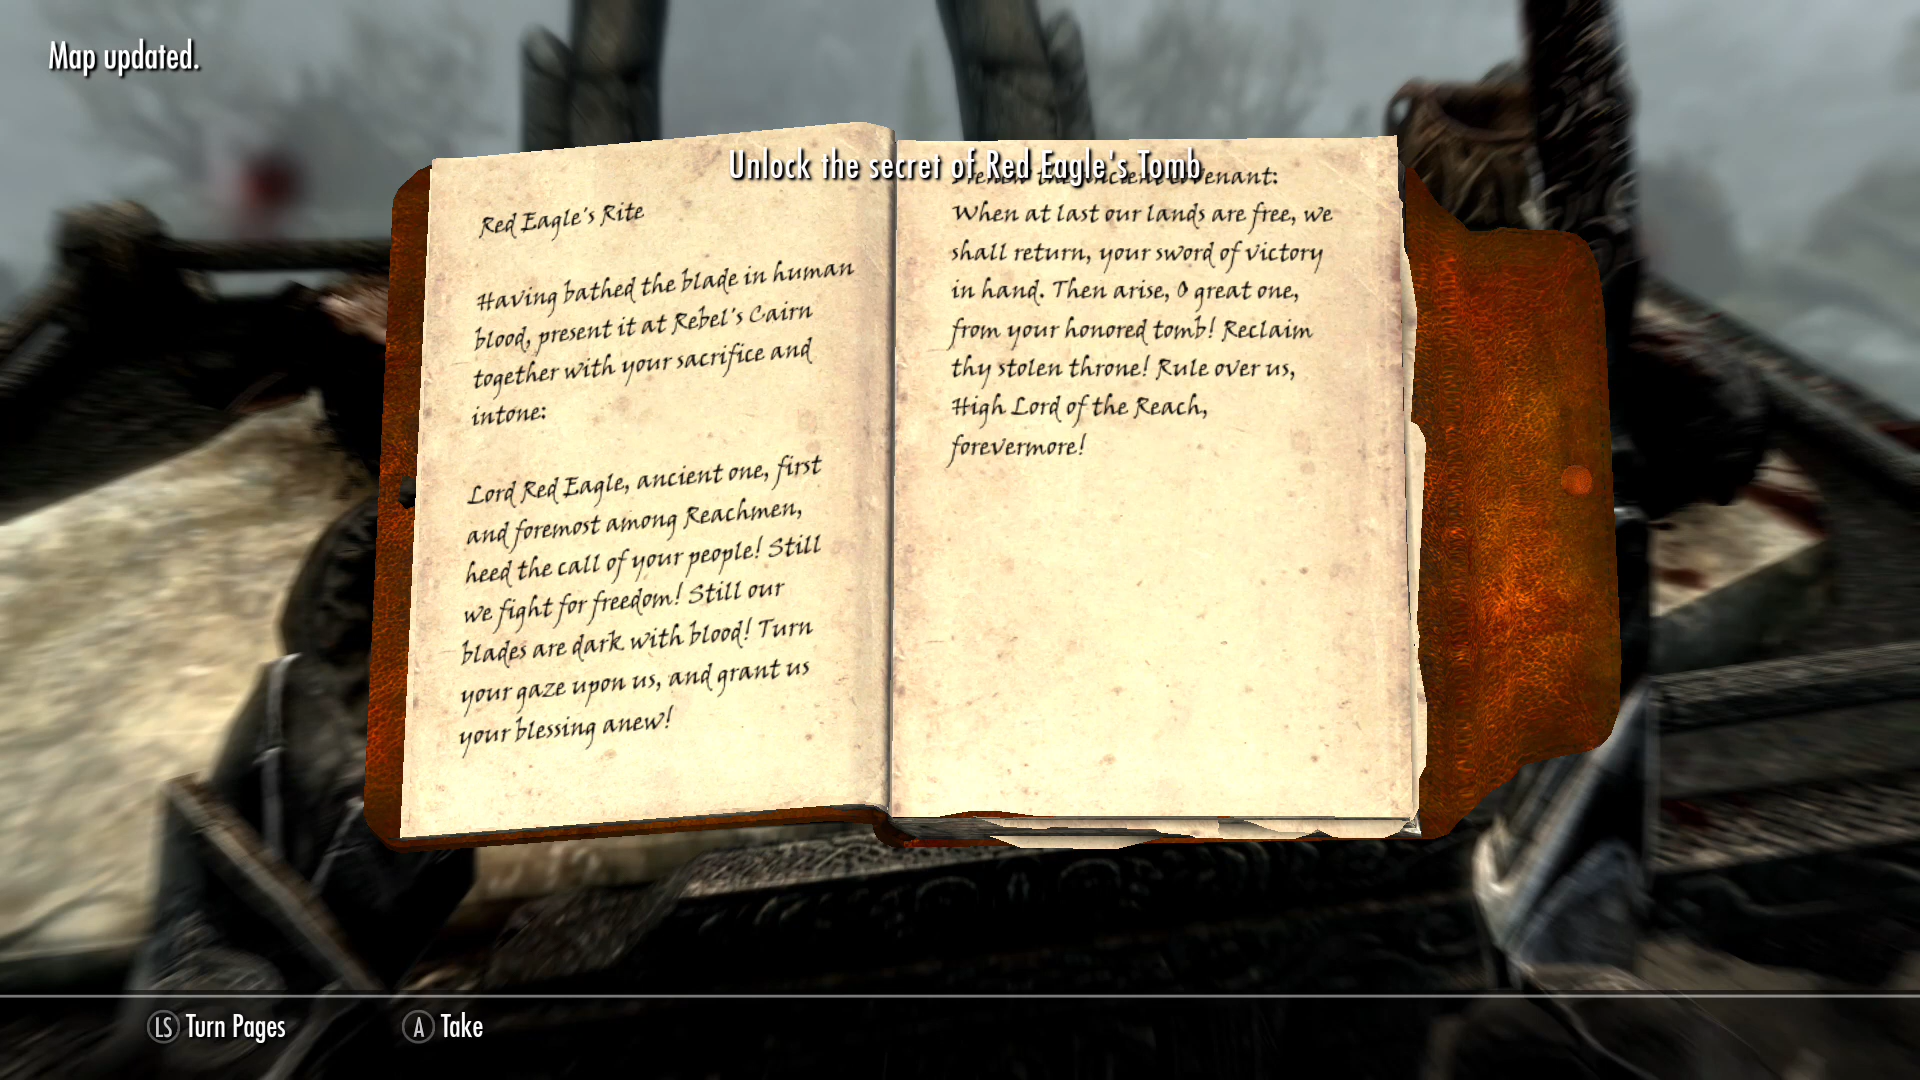 Map updated.
Unlock the secret of Red Eagle's Tomb
Red Eagle's Rite
Having bathed the blade in human
blood, present it at Rebel's Cairn
together with your sacrifice and
intone:
Lord Red Eagle, ancient one, first
and foremost among Reachmen,
heed the call of your people! Still
we fight for freedom! Still our
blades are dark with blood! Turn
your gaze upon us, and grant us
your blessing anew!
the ancient
When at last our lands are free, we
shall return, your sword of victory
in hand. Then arise, O great one,
from your honored tomb! Reclaim
thy stolen throne! Rule over us,
High Lord of the Reach,
forevermore!
LS Turn Pages
A Take